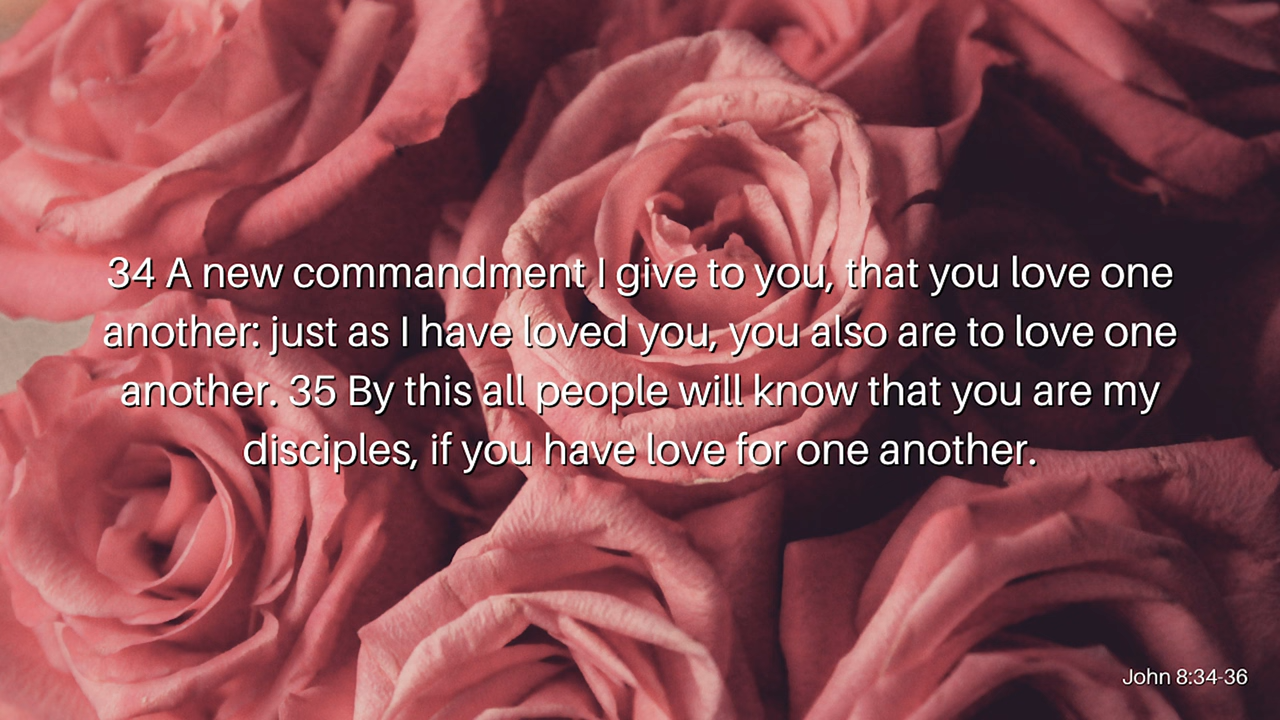 34 A new commandment I give to you, that you love one
another: just as I have loved you, you also are to love one
another. 35 By this all people will know that you are my
disciples, if you have love for one another.
John 8:34-36